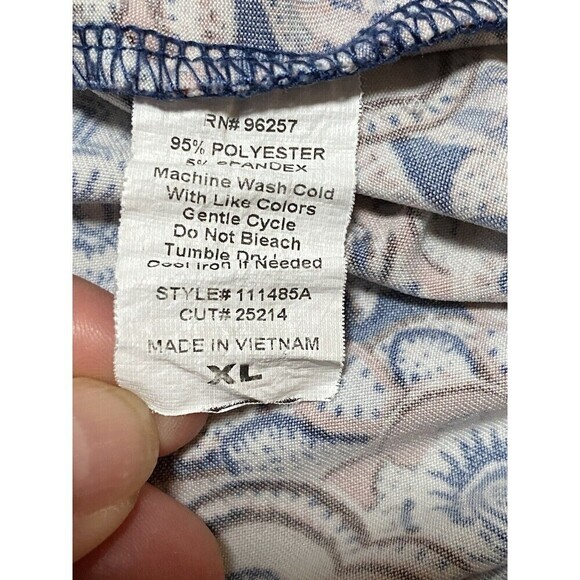 RN# 96257
95% POLYESTER
5% SPANDEX
Machine Wash Cold
With Like Colors
Gentle Cycle
Do Not Bleach
Tumble Dry
Cool Iron If Needed
STYLE# 111485A
CUT# 25214
MADE IN VIETNAM
XL